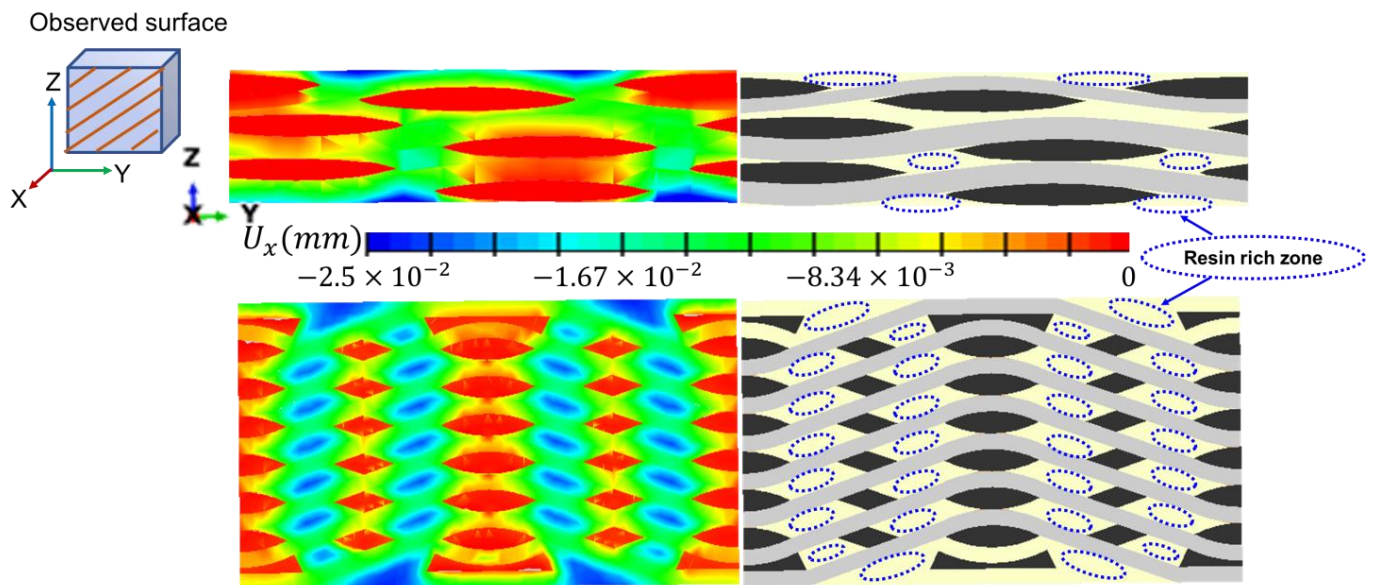 Observed surface
Z
Y
X
Z
X
Y
U_x(mm)
−2.5 × 10⁻²
−1.67 × 10⁻²
−8.34 × 10⁻³
0
Resin rich zone